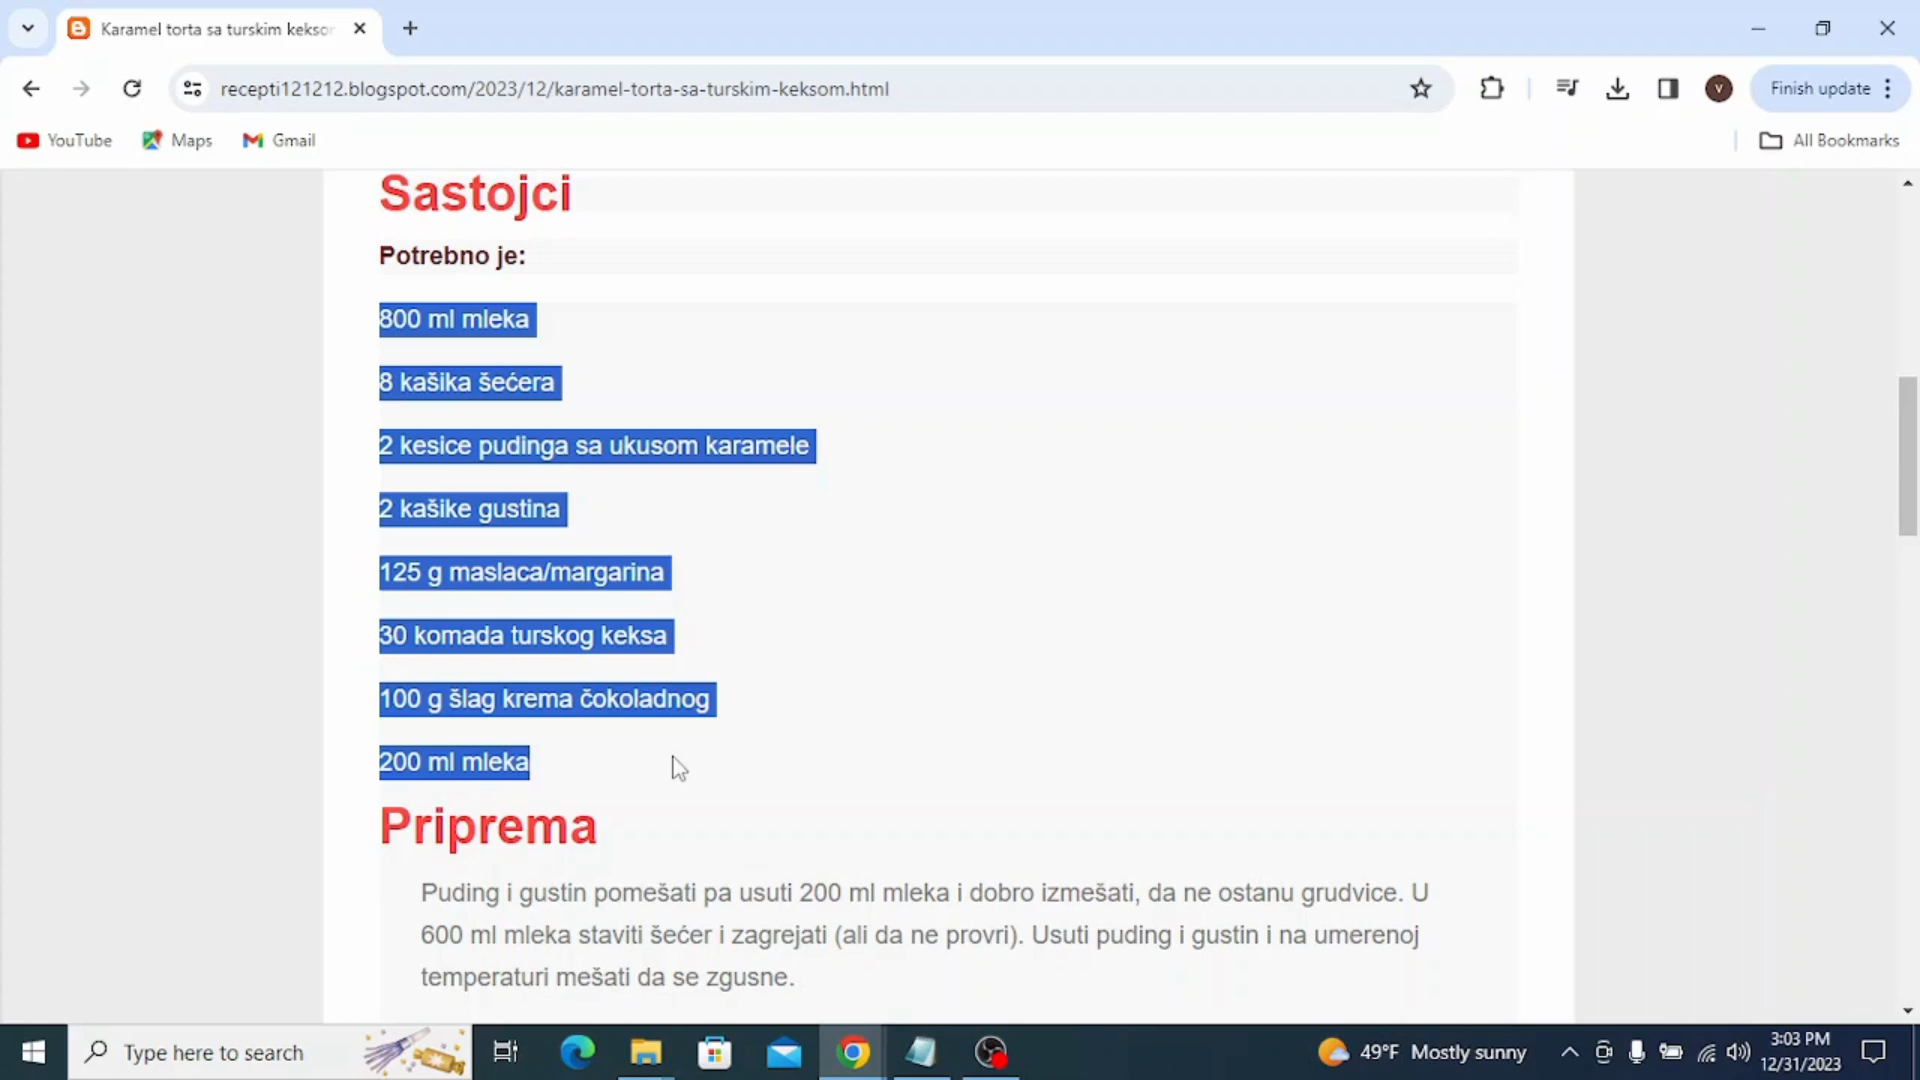 Karamel torta sa turskim kekso
recepti121212.blogspot.com/2023/12/karamel-torta-sa-turskim-keksom.html
V
Finish update
YouTube
Maps
Gmail
All Bookmarks
Sastojci
Potrebno je:
800 ml mleka
8 kašika šećera
2 kesice pudinga sa ukusom karamele
2 kašike gustina
125 g maslaca/margarina
30 komada turskog keksa
100 g šlag krema čokoladnog
200 ml mleka
Priprema
Puding i gustin pomešati pa usuti 200 ml mleka i dobro izmešati, da ne ostanu grudvice. U
600 ml mleka staviti šećer i zagrejati (ali da ne provri). Usuti puding i gustin i na umerenoj
temperaturi mešati da se zgusne.
Type here to search
49°F Mostly sunny
3:03 PM
12/31/2023